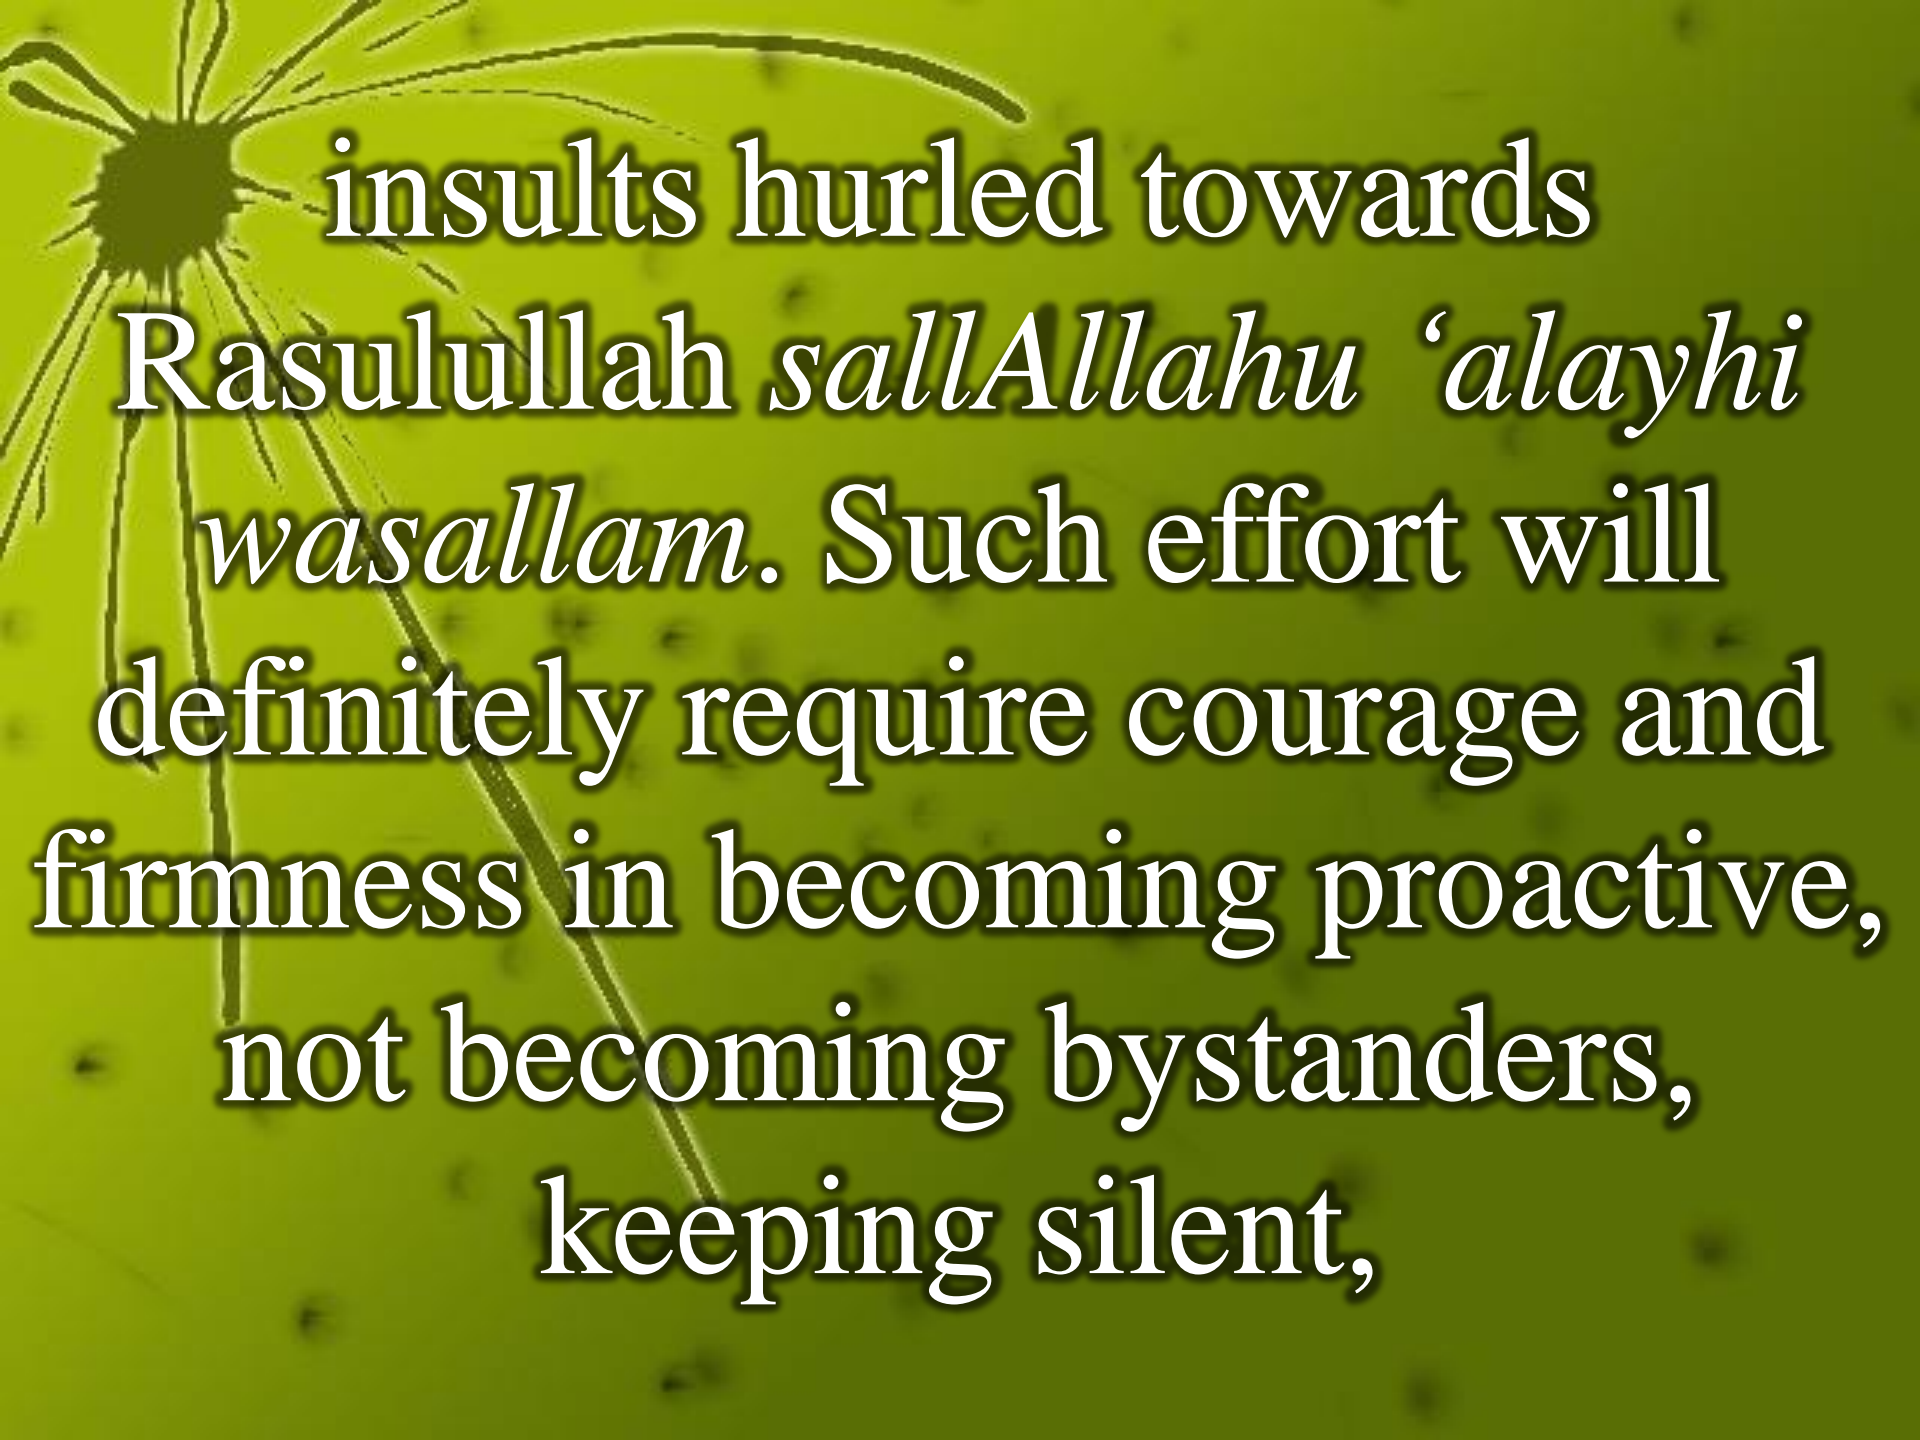 insults hurled towards
Rasulullah sallAllahu ‘alayhi
wasallam. Such effort will
definitely require courage and
firmness in becoming proactive,
not becoming bystanders,
keeping silent,